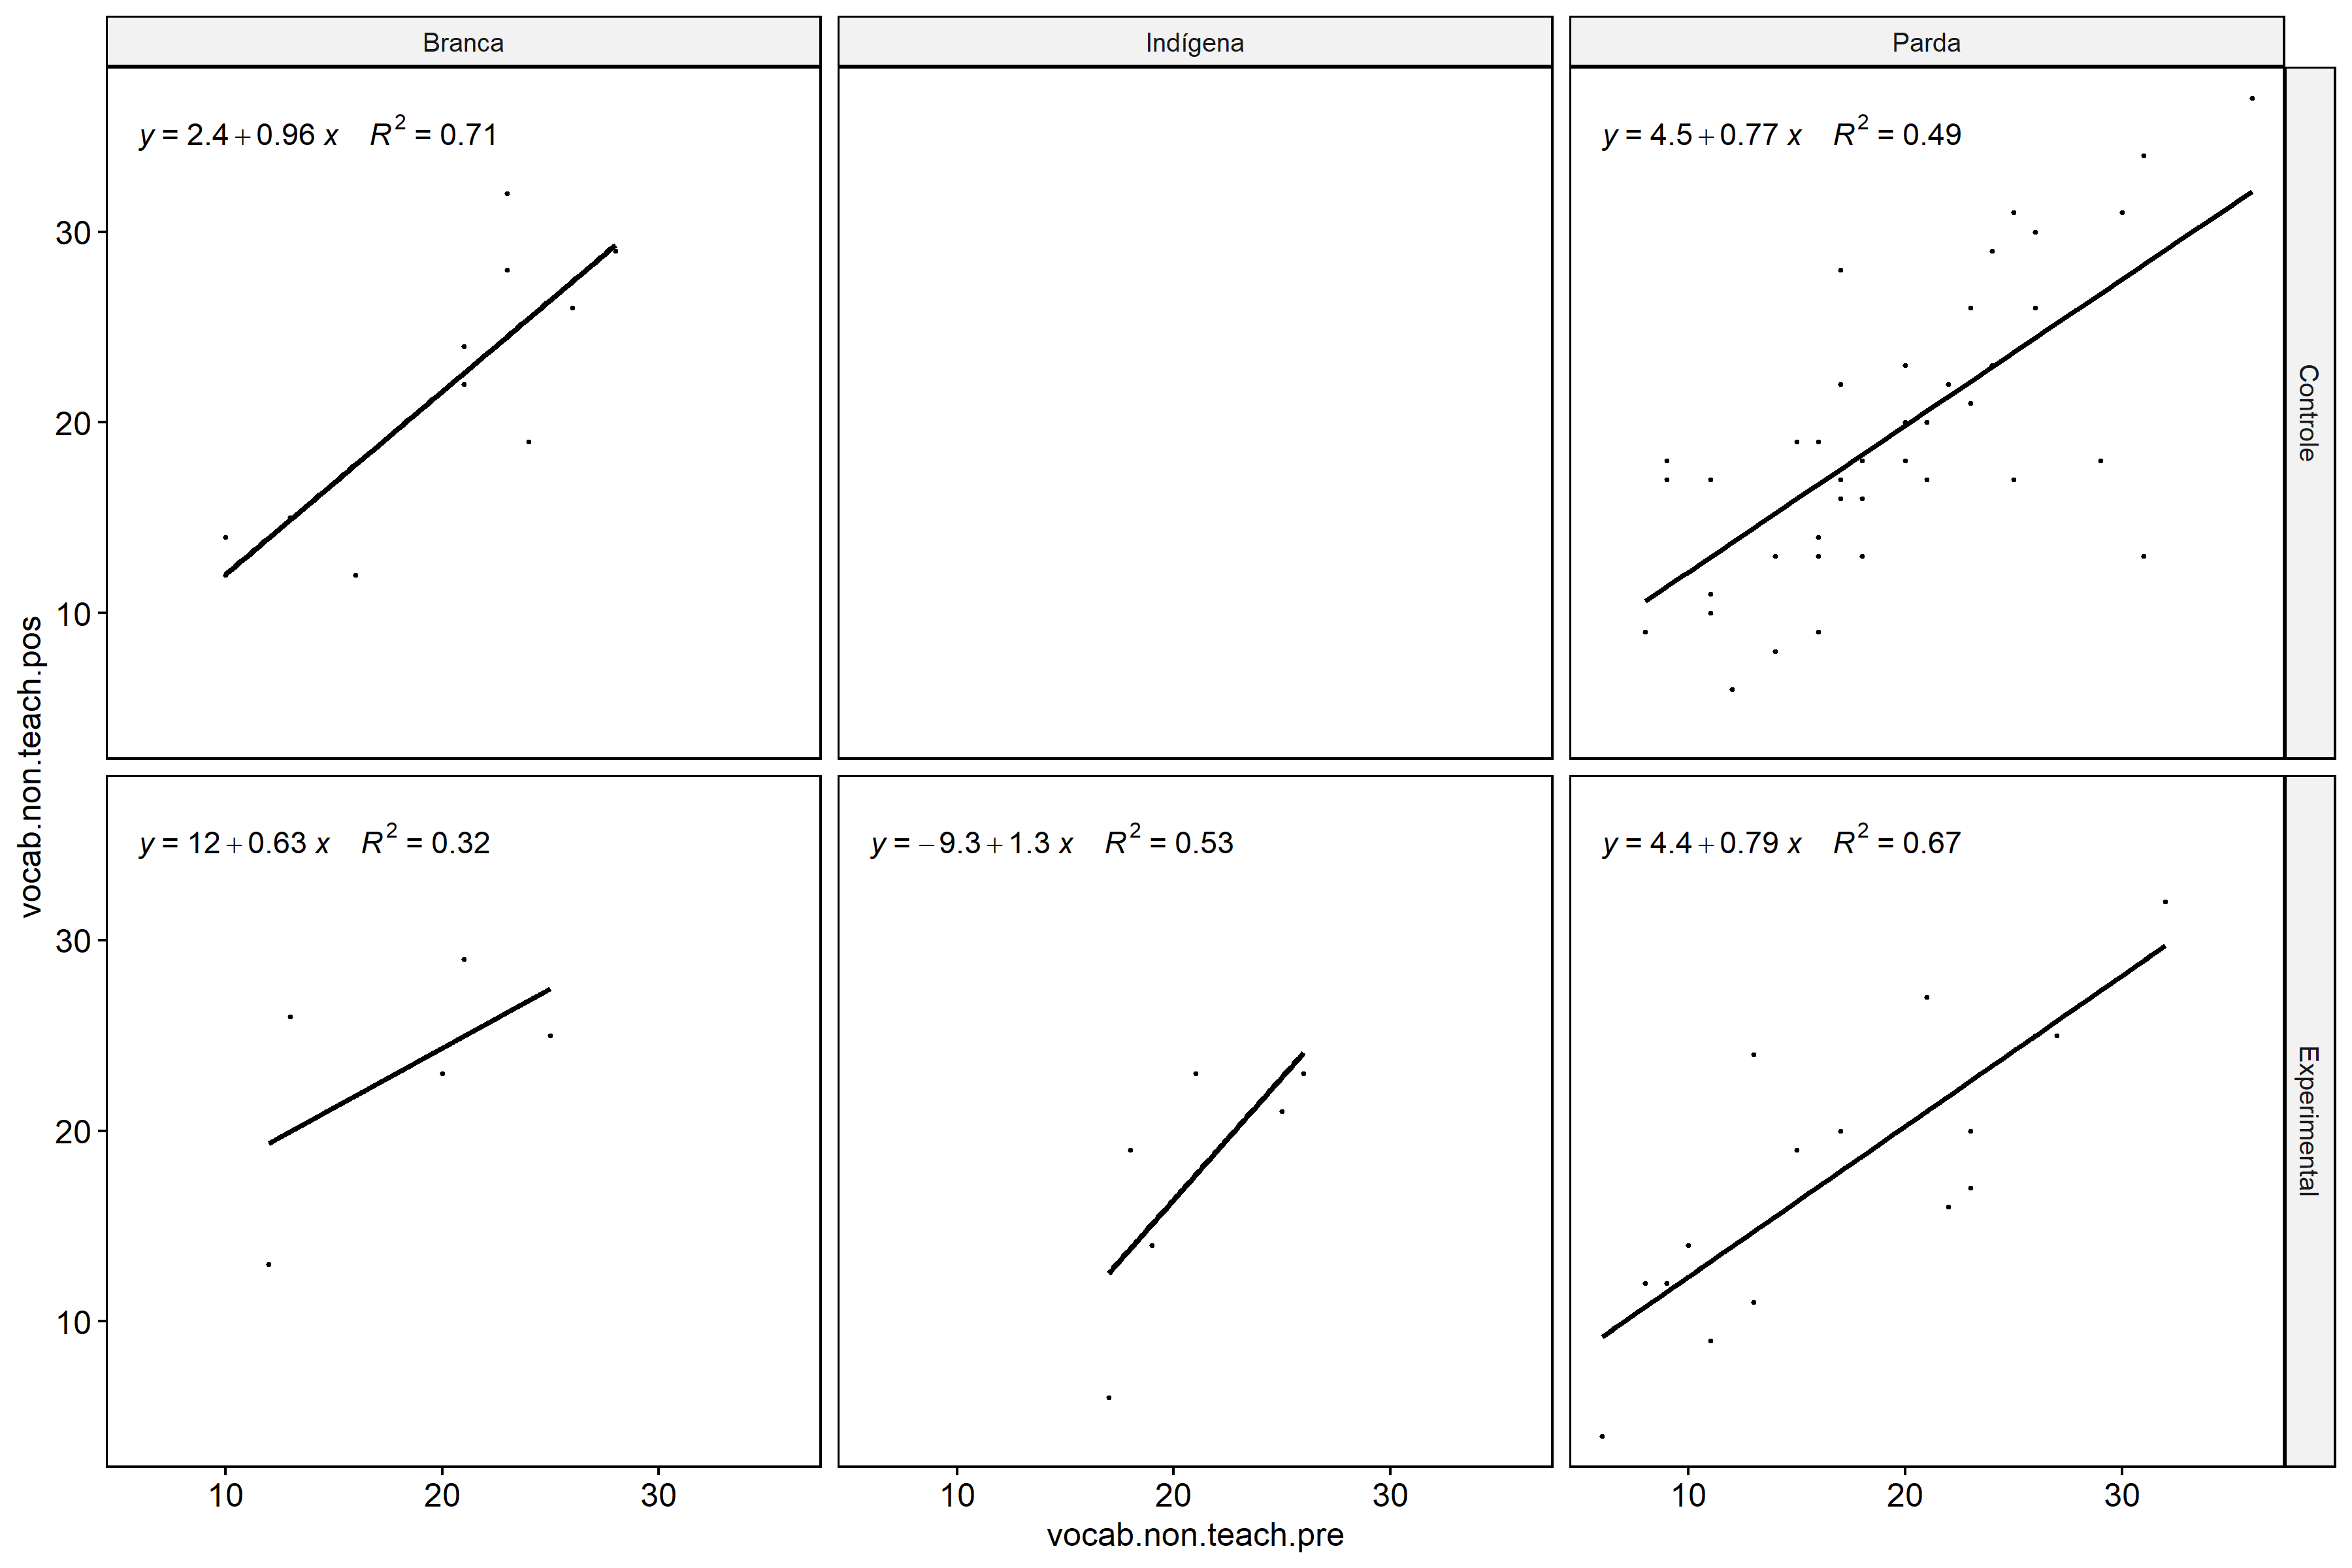 Branca
Indígena
Parda
y = 2.4+0.96 x R² = 0.71
y = 4.5+0.77 x R² = 0.49
30
20
10
Controle
vocab.non.teach.pos
y = 12+0.63 x R² = 0.32
y = −9.3+1.3 x R² = 0.53
y = 4.4+0.79 x R² = 0.67
30
20
10
Experimental
10 20 30
10 20 30
10 20 30
vocab.non.teach.pre